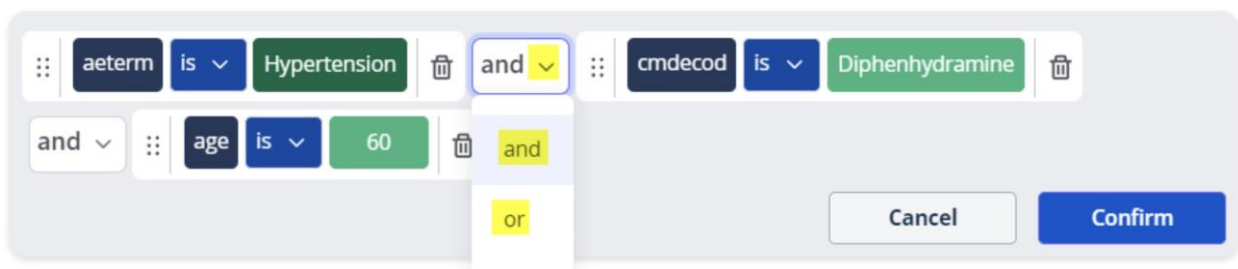 aeterm is Hypertension and cmdecod is Diphenhydramine
and age is 60
and
or
Cancel Confirm